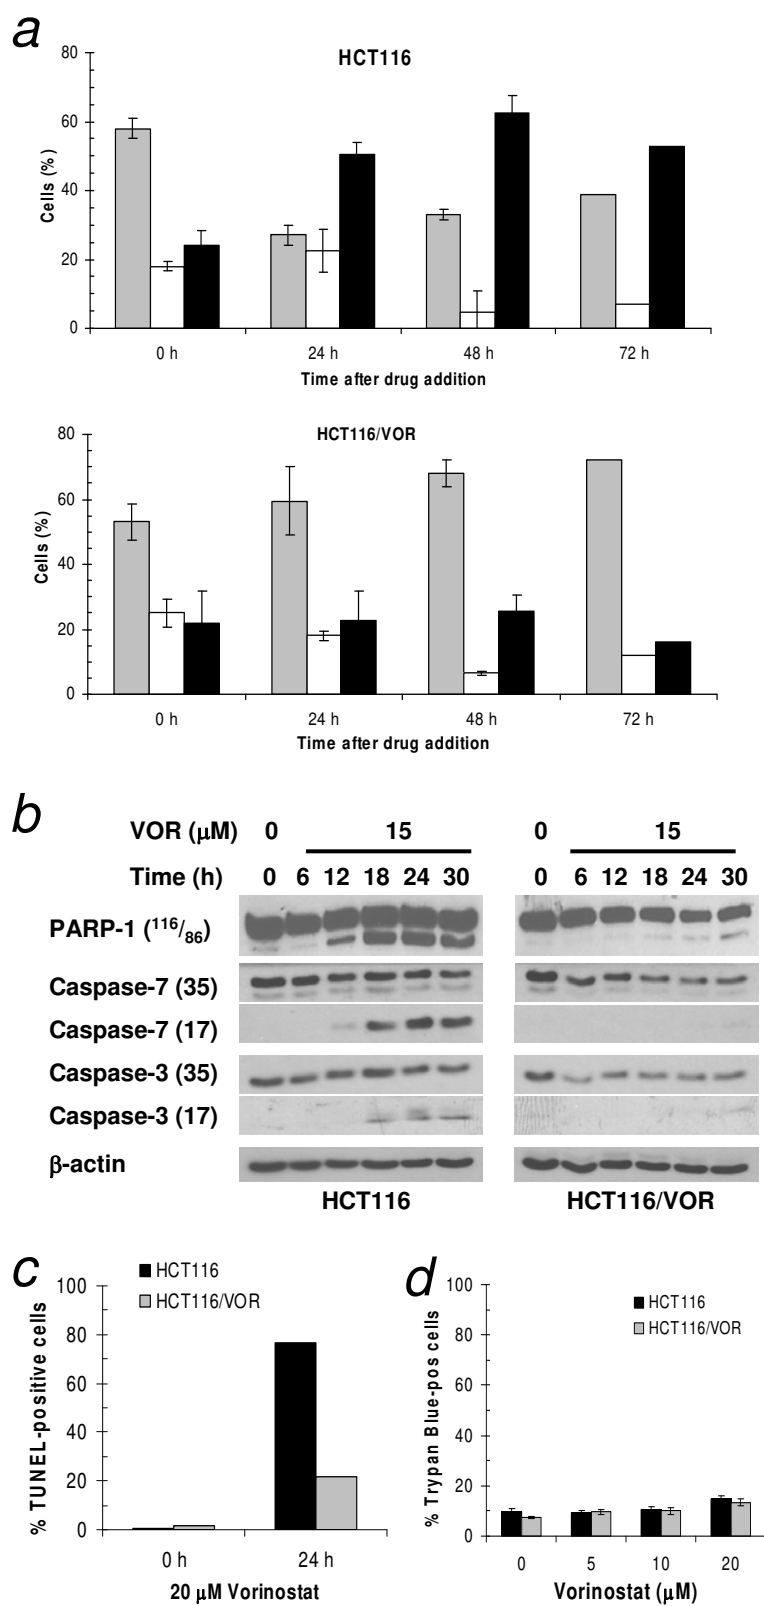 a
HCT116
80
60
40
20
0
Cells (%)
0 h 24 h 48 h 72 h
Time after drug addition
HCT116/VOR
80
60
40
20
0
Cells (%)
0 h 24 h 48 h 72 h
Time after drug addition
b
VOR (μM) 0 15 0 15
Time (h) 0 6 12 18 24 30 0 6 12 18 24 30
PARP-1 (116/86)
Caspase-7 (35)
Caspase-7 (17)
Caspase-3 (35)
Caspase-3 (17)
β-actin
HCT116 HCT116/VOR
c
HCT116
HCT116/VOR
100
80
60
40
20
0
% TUNEL-positive cells
0 h 24 h
20 μM Vorinostat
d
HCT116
HCT116/VOR
100
80
60
40
20
0
% Trypan Blue-pos cells
0 5 10 20
Vorinostat (μM)